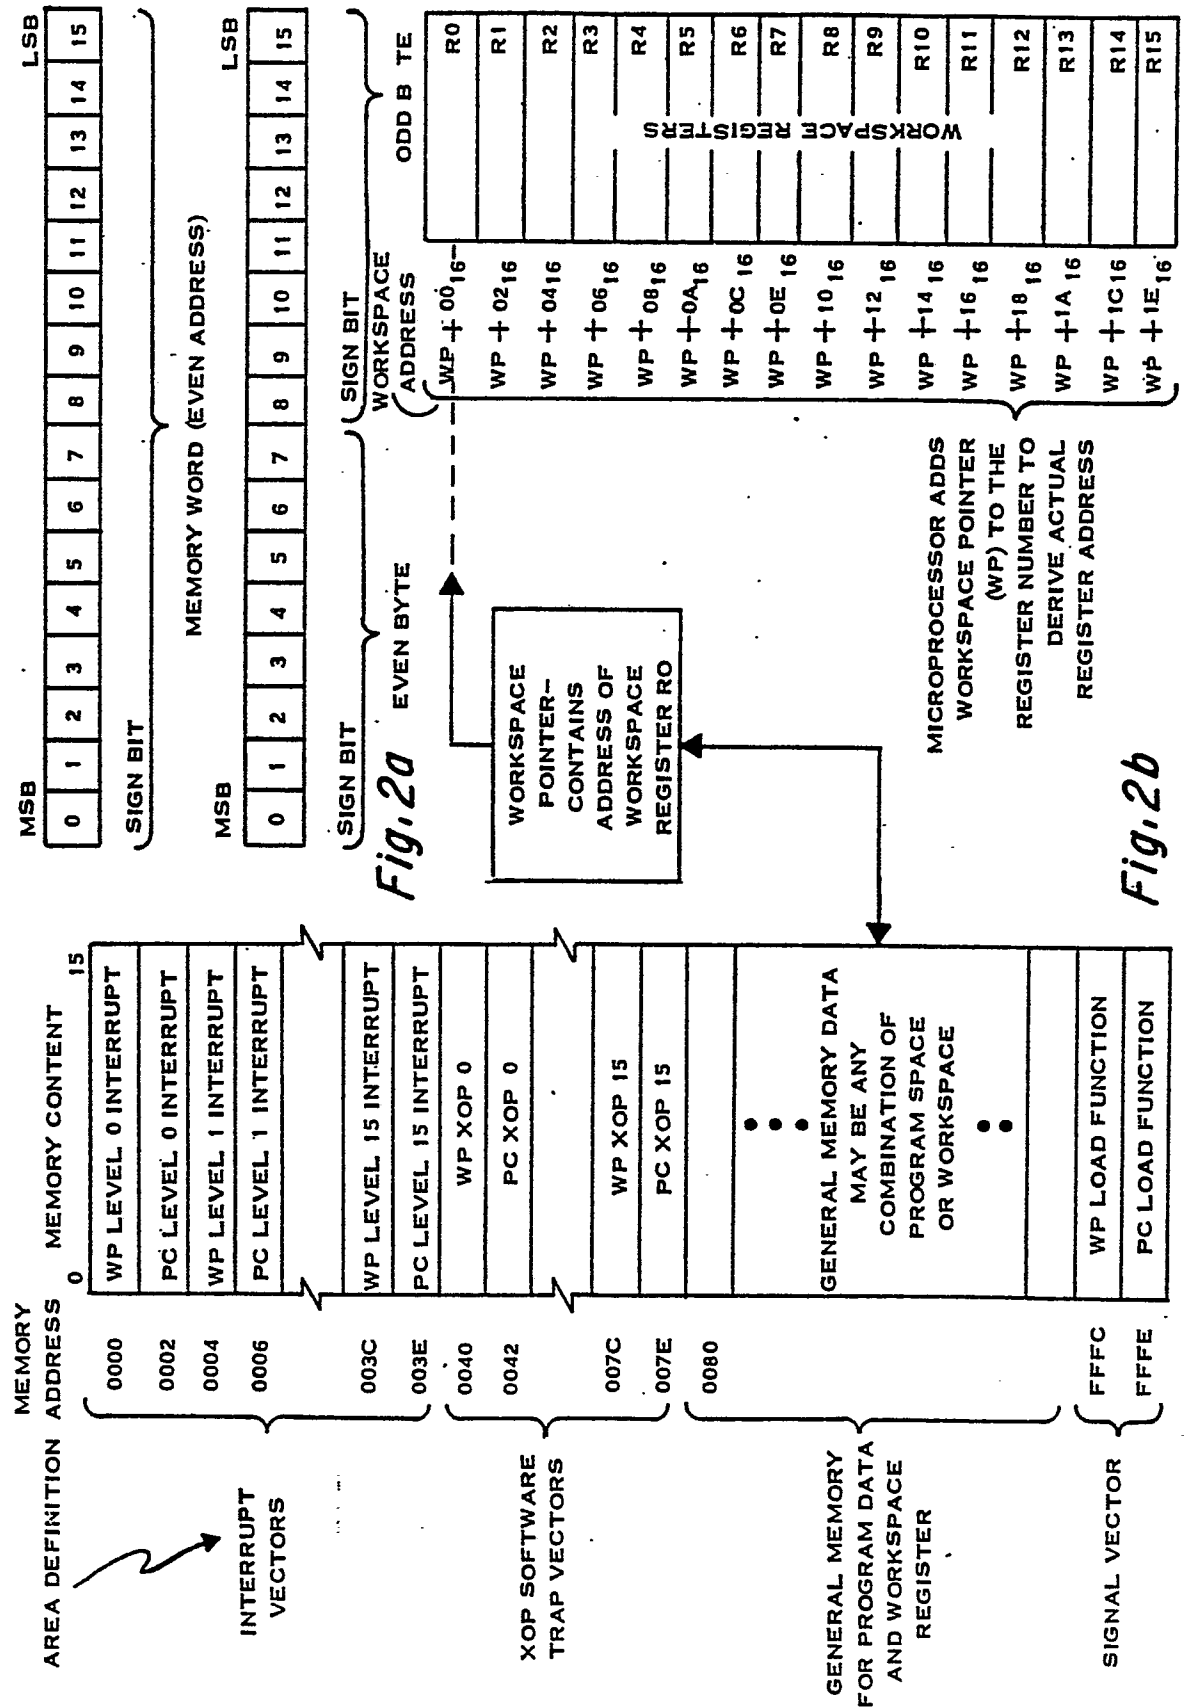 MSB LSB
0 1 2 3 4 5 6 7 8 9 10 11 12 13 14 15
SIGN BIT
MEMORY WORD (EVEN ADDRESS)
MSB LSB
0 1 2 3 4 5 6 7 8 9 10 11 12 13 14 15
SIGN BIT SIGN BIT
EVEN BYTE ODD B TE
Fig. 2a
MEMORY
AREA DEFINITION ADDRESS MEMORY CONTENT
0 15
INTERRUPT
VECTORS
0000 WP LEVEL 0 INTERRUPT
0002 PC LEVEL 0 INTERRUPT
0004 WP LEVEL 1 INTERRUPT
0006 PC LEVEL 1 INTERRUPT
003C WP LEVEL 15 INTERRUPT
003E PC LEVEL 15 INTERRUPT
XOP SOFTWARE
TRAP VECTORS
0040 WP XOP 0
0042 PC XOP 0
007C WP XOP 15
007E PC XOP 15
0080
GENERAL MEMORY
FOR PROGRAM DATA
AND WORKSPACE
REGISTER
GENERAL MEMORY DATA
MAY BE ANY
COMBINATION OF
PROGRAM SPACE
OR WORKSPACE
SIGNAL VECTOR
FFFC WP LOAD FUNCTION
FFFE PC LOAD FUNCTION
WORKSPACE
POINTER–
CONTAINS
ADDRESS OF
WORKSPACE
REGISTER RO
WORKSPACE
ADDRESS
WP + 00₁₆ R0
WP + 02₁₆ R1
WP + 04₁₆ R2
WP + 06₁₆ R3
WP + 08₁₆ R4
WP + 0A₁₆ R5
WP + 0C₁₆ R6
WP + 0E₁₆ R7
WP + 10₁₆ R8
WP + 12₁₆ R9
WP + 14₁₆ R10
WP + 16₁₆ R11
WP + 18₁₆ R12
WP + 1A₁₆ R13
WP + 1C₁₆ R14
WP + 1E₁₆ R15
WORKSPACE REGISTERS
MICROPROCESSOR ADDS
WORKSPACE POINTER
(WP) TO THE
REGISTER NUMBER TO
DERIVE ACTUAL
REGISTER ADDRESS
Fig. 2b